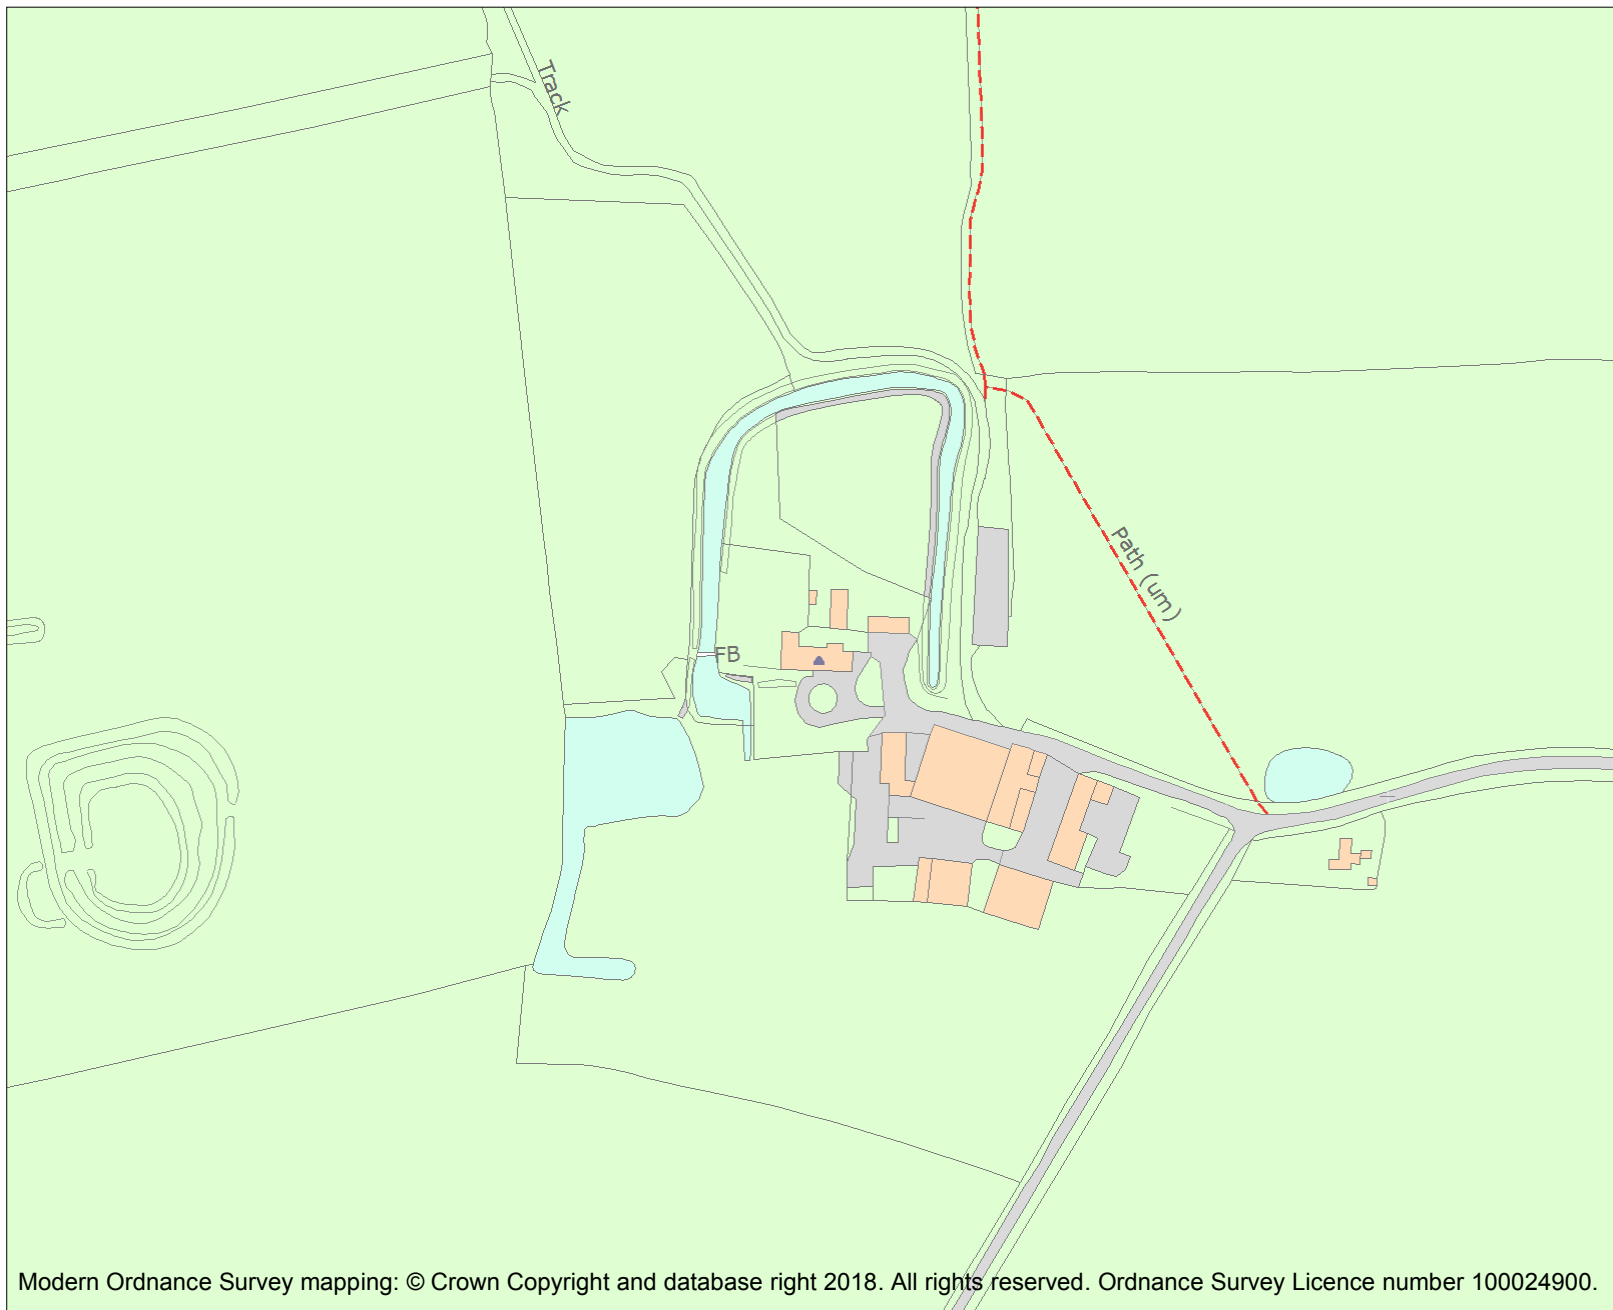 Track
Path (um)
FB
Modern Ordnance Survey mapping: © Crown Copyright and database right 2018. All rights reserved. Ordnance Survey Licence number 100024900.